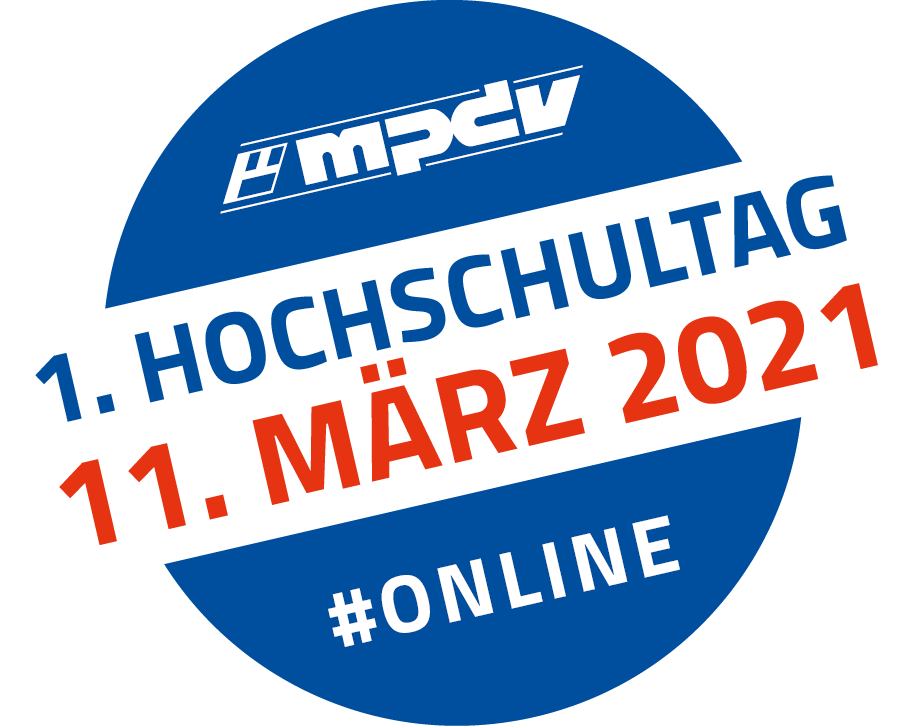 mpdv
1. HOCHSCHULTAG
11. MÄRZ 2021
#ONLINE